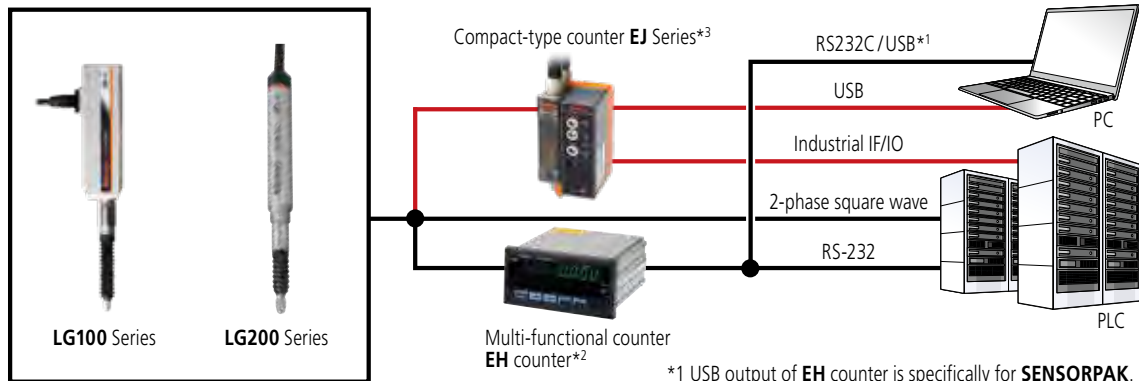 Compact-type counter EJ Series*3
RS232C/USB*1
USB
PC
Industrial IF/IO
2-phase square wave
RS-232
PLC
LG100 Series
LG200 Series
Multi-functional counter
EH counter*2
*1 USB output of EH counter is specifically for SENSORPAK.